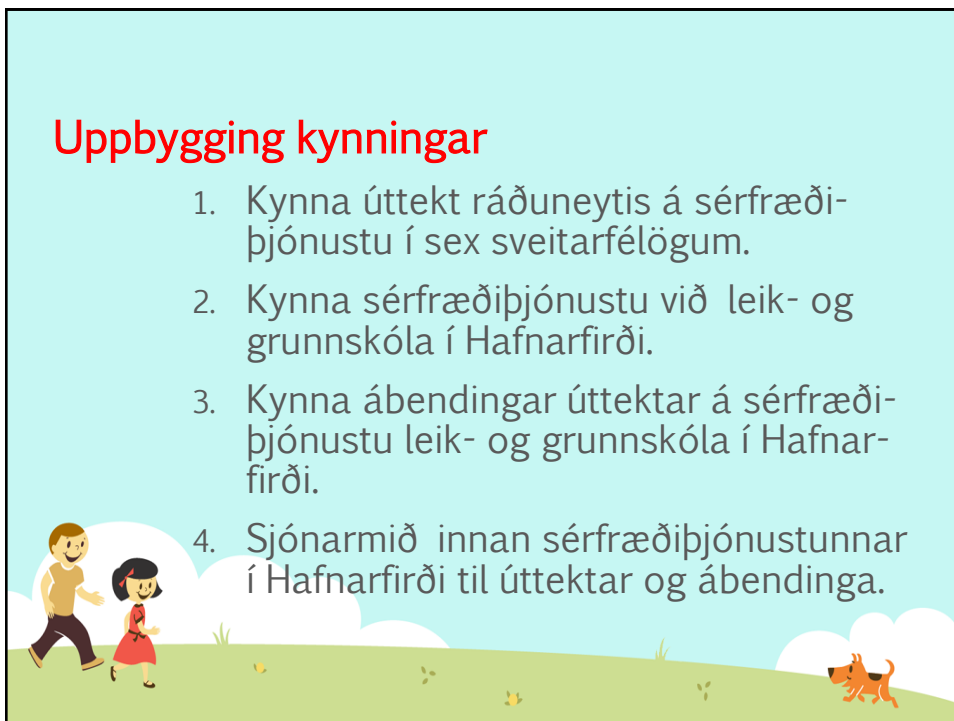 Uppbygging kynningar
1. Kynna úttekt ráðuneytis á sérfræði-
þjónustu í sex sveitarfélögum.
2. Kynna sérfræðiþjónustu við leik- og
grunnskóla í Hafnarfirði.
3. Kynna ábendingar úttektar á sérfræði-
þjónustu leik- og grunnskóla í Hafnar-
firði.
4. Sjónarmið innan sérfræðiþjónustunnar
í Hafnarfirði til úttektar og ábendinga.